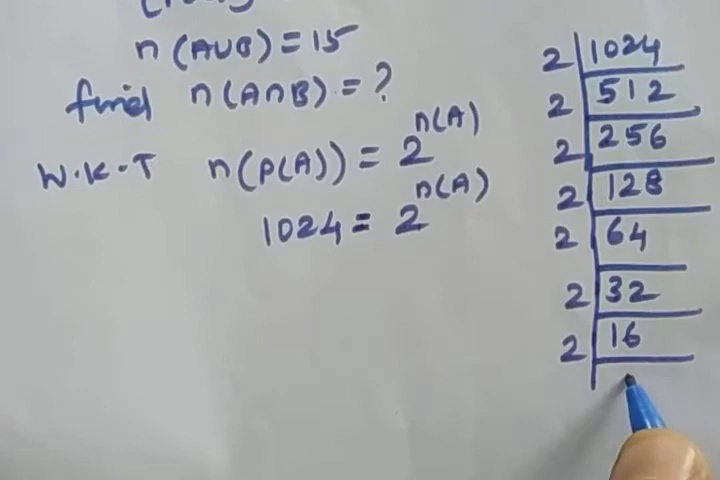 n(A∪B) = 15
find n(A∩B) = ?
W.K.T n(P(A)) = 2^n(A)
1024 = 2^n(A)
2 | 1024
2 | 512
2 | 256
2 | 128
2 | 64
2 | 32
2 | 16